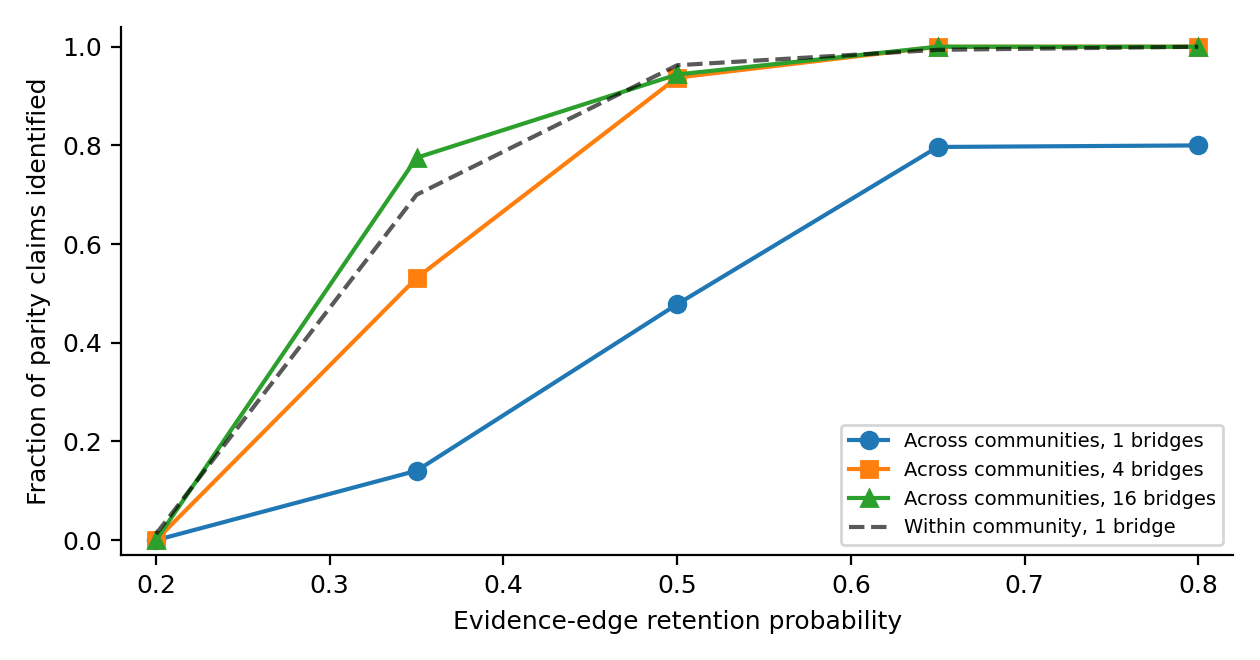 Fraction of parity claims identified
1.0
0.8
0.6
0.4
0.2
0.0
Across communities, 1 bridges
Across communities, 4 bridges
Across communities, 16 bridges
Within community, 1 bridge
0.2 0.3 0.4 0.5 0.6 0.7 0.8
Evidence-edge retention probability